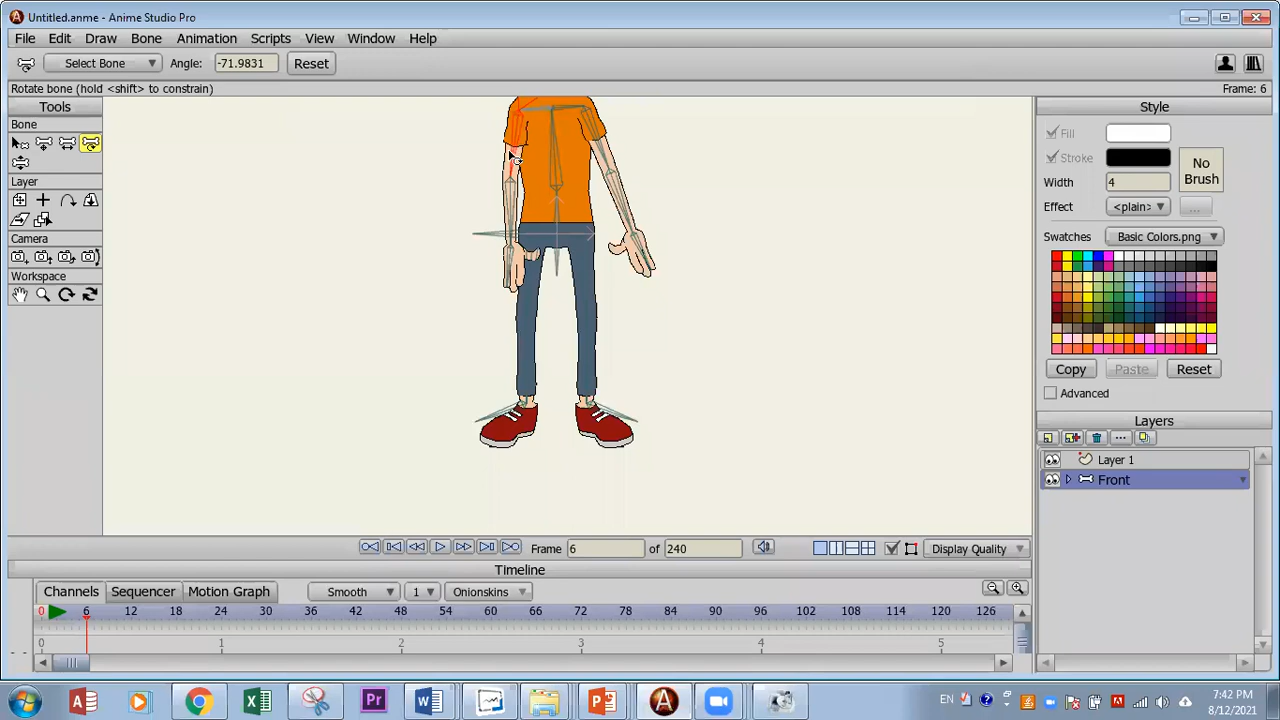 Untitled.anme - Anime Studio Pro
File Edit Draw Bone Animation Scripts View Window Help
Select Bone Angle: -71.9831 Reset
Rotate bone (hold <shift> to constrain) Frame: 6
Tools
Bone
Layer
Camera
Workspace
Style
Fill
Stroke
No Brush
Width 4
Effect <plain> ...
Swatches Basic Colors.png
Copy Paste Reset
Advanced
Layers
Layer 1
Front
Frame 6 of 240 Display Quality
Timeline
Channels Sequencer Motion Graph Smooth 1 Onionskins
0 6 12 18 24 30 36 42 48 54 60 66 72 78 84 90 96 102 108 114 120 126
0 1 2 3 4 5
EN 7:42 PM
8/12/2021